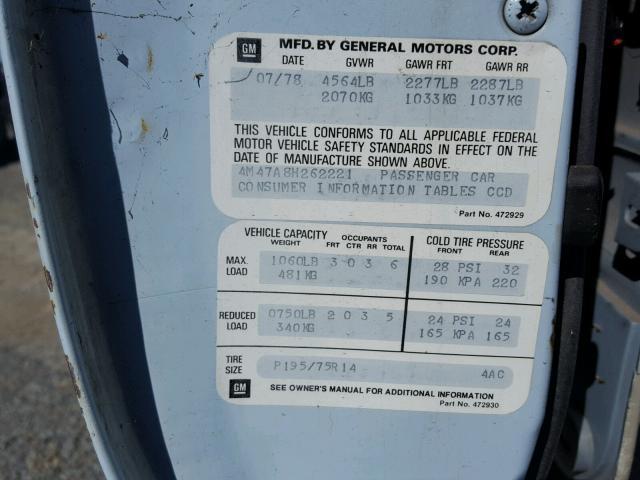 GM MFD. BY GENERAL MOTORS CORP.
DATE GVWR GAWR FRT GAWR RR
07/78 4564LB 2277LB 2287LB
2070KG 1033KG 1037KG
THIS VEHICLE CONFORMS TO ALL APPLICABLE FEDERAL
MOTOR VEHICLE SAFETY STANDARDS IN EFFECT ON THE
DATE OF MANUFACTURE SHOWN ABOVE.
4M47A8H262221 PASSENGER CAR
CONSUMER INFORMATION TABLES CCD
Part No. 472929
VEHICLE CAPACITY OCCUPANTS COLD TIRE PRESSURE
WEIGHT FRT CTR RR TOTAL FRONT REAR
MAX. LOAD 1060LB 3 0 3 6 28 PSI 32
481KG 190 KPA 220
REDUCED LOAD 0750LB 2 0 3 5 24 PSI 24
340KG 165 KPA 165
TIRE SIZE P195/75R14 4AC
GM SEE OWNER'S MANUAL FOR ADDITIONAL INFORMATION
Part No. 472930